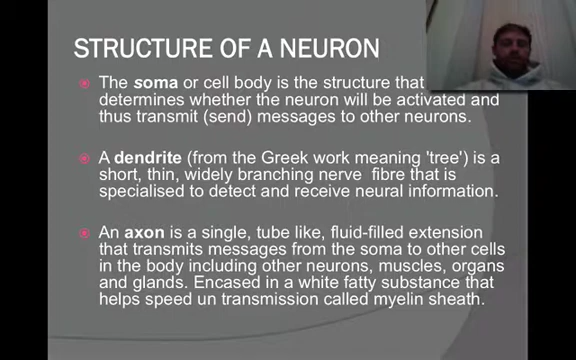 STRUCTURE OF A NEURON
The soma or cell body is the structure that
determines whether the neuron will be activated and
thus transmit (send) messages to other neurons.
A dendrite (from the Greek work meaning 'tree') is a
short, thin, widely branching nerve fibre that is
specialised to detect and receive neural information.
An axon is a single, tube like, fluid-filled extension
that transmits messages from the soma to other cells
in the body including other neurons, muscles, organs
and glands. Encased in a white fatty substance that
helps speed un transmission called myelin sheath.